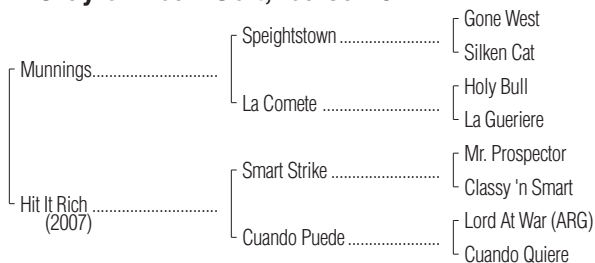 Gone West
Speightstown
Silken Cat
Munnings
Holy Bull
La Comete
La Gueriere
Mr. Prospector
Smart Strike
Classy 'n Smart
Hit It Rich
(2007)
Lord At War (ARG)
Cuando Puede
Cuando Quiere